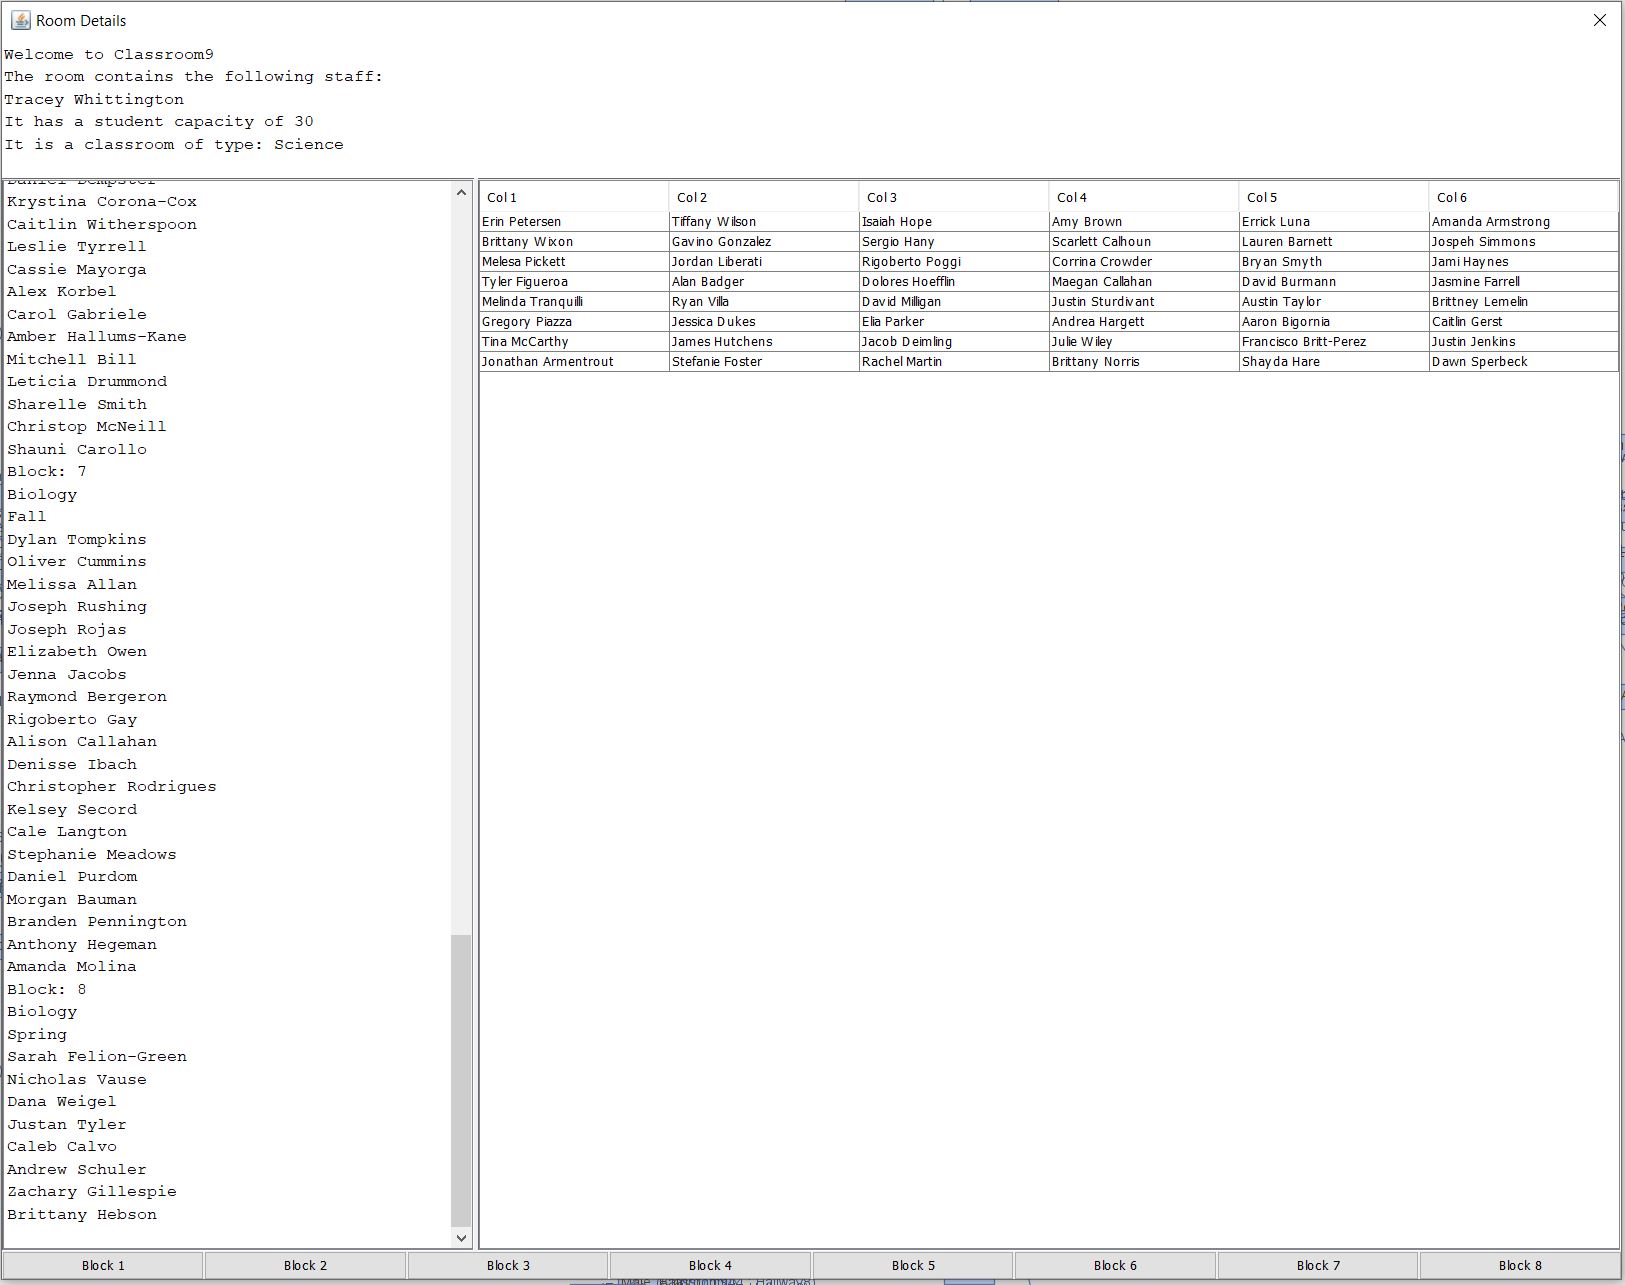 Room Details
Welcome to Classroom9
The room contains the following staff:
Tracey Whittington
It has a student capacity of 30
It is a classroom of type: Science
Daniel Dempster
Krystina Corona-Cox
Caitlin Witherspoon
Leslie Tyrrell
Cassie Mayorga
Alex Korbel
Carol Gabriele
Amber Hallums-Kane
Mitchell Bill
Leticia Drummond
Sharelle Smith
Christop McNeill
Shauni Carollo
Block: 7
Biology
Fall
Dylan Tompkins
Oliver Cummins
Melissa Allan
Joseph Rushing
Joseph Rojas
Elizabeth Owen
Jenna Jacobs
Raymond Bergeron
Rigoberto Gay
Alison Callahan
Denisse Ibach
Christopher Rodrigues
Kelsey Secord
Cale Langton
Stephanie Meadows
Daniel Purdom
Morgan Bauman
Branden Pennington
Anthony Hegeman
Amanda Molina
Block: 8
Biology
Spring
Sarah Felion-Green
Nicholas Vause
Dana Weigel
Justan Tyler
Caleb Calvo
Andrew Schuler
Zachary Gillespie
Brittany Hebson
Col 1 Col 2 Col 3 Col 4 Col 5 Col 6
Erin Petersen Tiffany Wilson Isaiah Hope Amy Brown Errick Luna Amanda Armstrong
Brittany Wixon Gavino Gonzalez Sergio Hany Scarlett Calhoun Lauren Barnett Jospeh Simmons
Melesa Pickett Jordan Liberati Rigoberto Poggi Corrina Crowder Bryan Smyth Jami Haynes
Tyler Figueroa Alan Badger Dolores Hoefflin Maegan Callahan David Burmann Jasmine Farrell
Melinda Tranquilli Ryan Villa David Milligan Justin Sturdivant Austin Taylor Brittney Lemelin
Gregory Piazza Jessica Dukes Elia Parker Andrea Hargett Aaron Bigornia Caitlin Gerst
Tina McCarthy James Hutchens Jacob Deimling Julie Wiley Francisco Britt-Perez Justin Jenkins
Jonathan Armentrout Stefanie Foster Rachel Martin Brittany Norris Shayda Hare Dawn Sperbeck
Block 1 Block 2 Block 3 Block 4 Block 5 Block 6 Block 7 Block 8